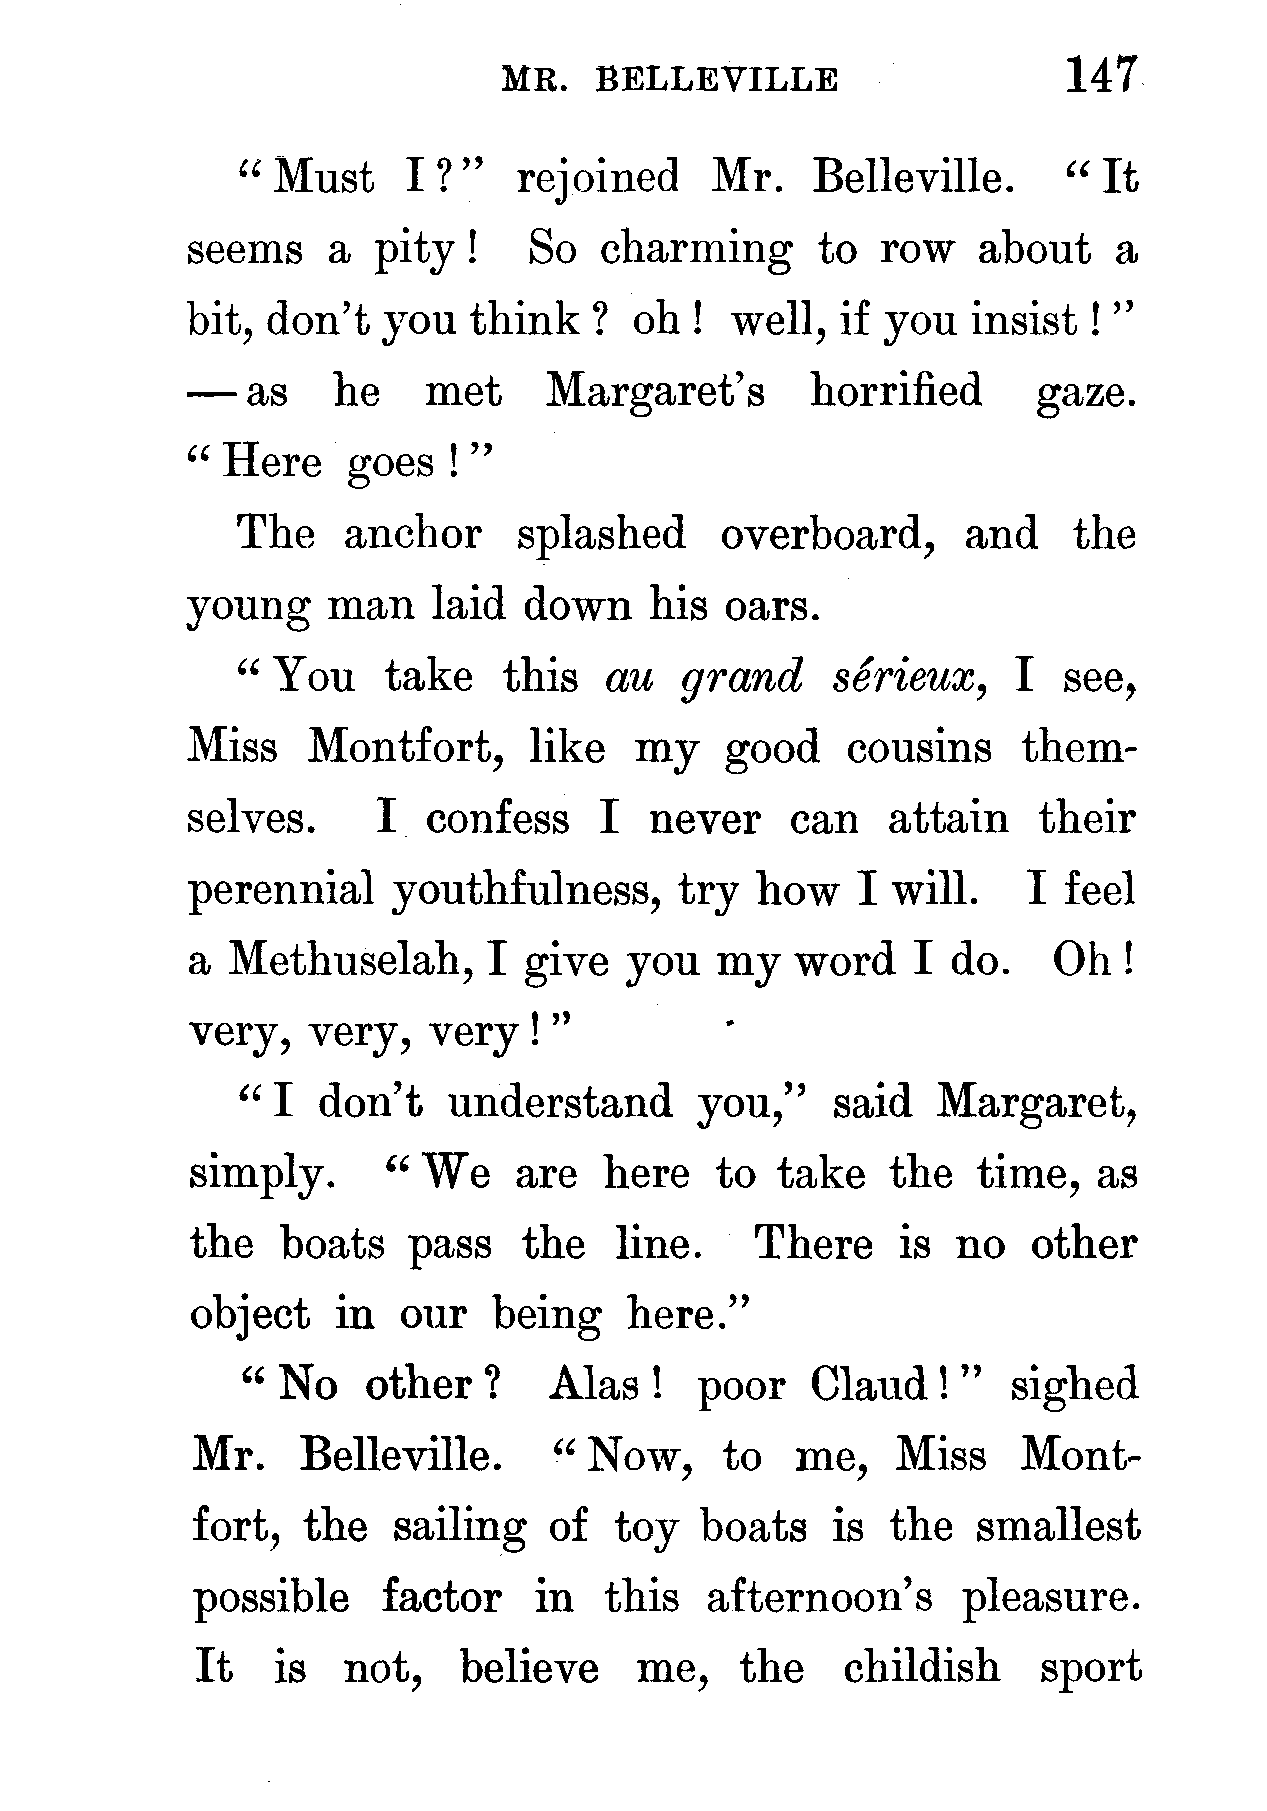 MR. BELLEVILLE 147
“Must I?” rejoined Mr. Belleville. “It
seems a pity! So charming to row about a
bit, don’t you think? oh! well, if you insist!”
—as he met Margaret’s horrified gaze.
“Here goes!”
The anchor splashed overboard, and the
young man laid down his oars.
“You take this au grand sérieux, I see,
Miss Montfort, like my good cousins them-
selves. I confess I never can attain their
perennial youthfulness, try how I will. I feel
a Methuselah, I give you my word I do. Oh!
very, very, very!”
“I don’t understand you,” said Margaret,
simply. “We are here to take the time, as
the boats pass the line. There is no other
object in our being here.”
“No other? Alas! poor Claud!” sighed
Mr. Belleville. “Now, to me, Miss Mont-
fort, the sailing of toy boats is the smallest
possible factor in this afternoon’s pleasure.
It is not, believe me, the childish sport